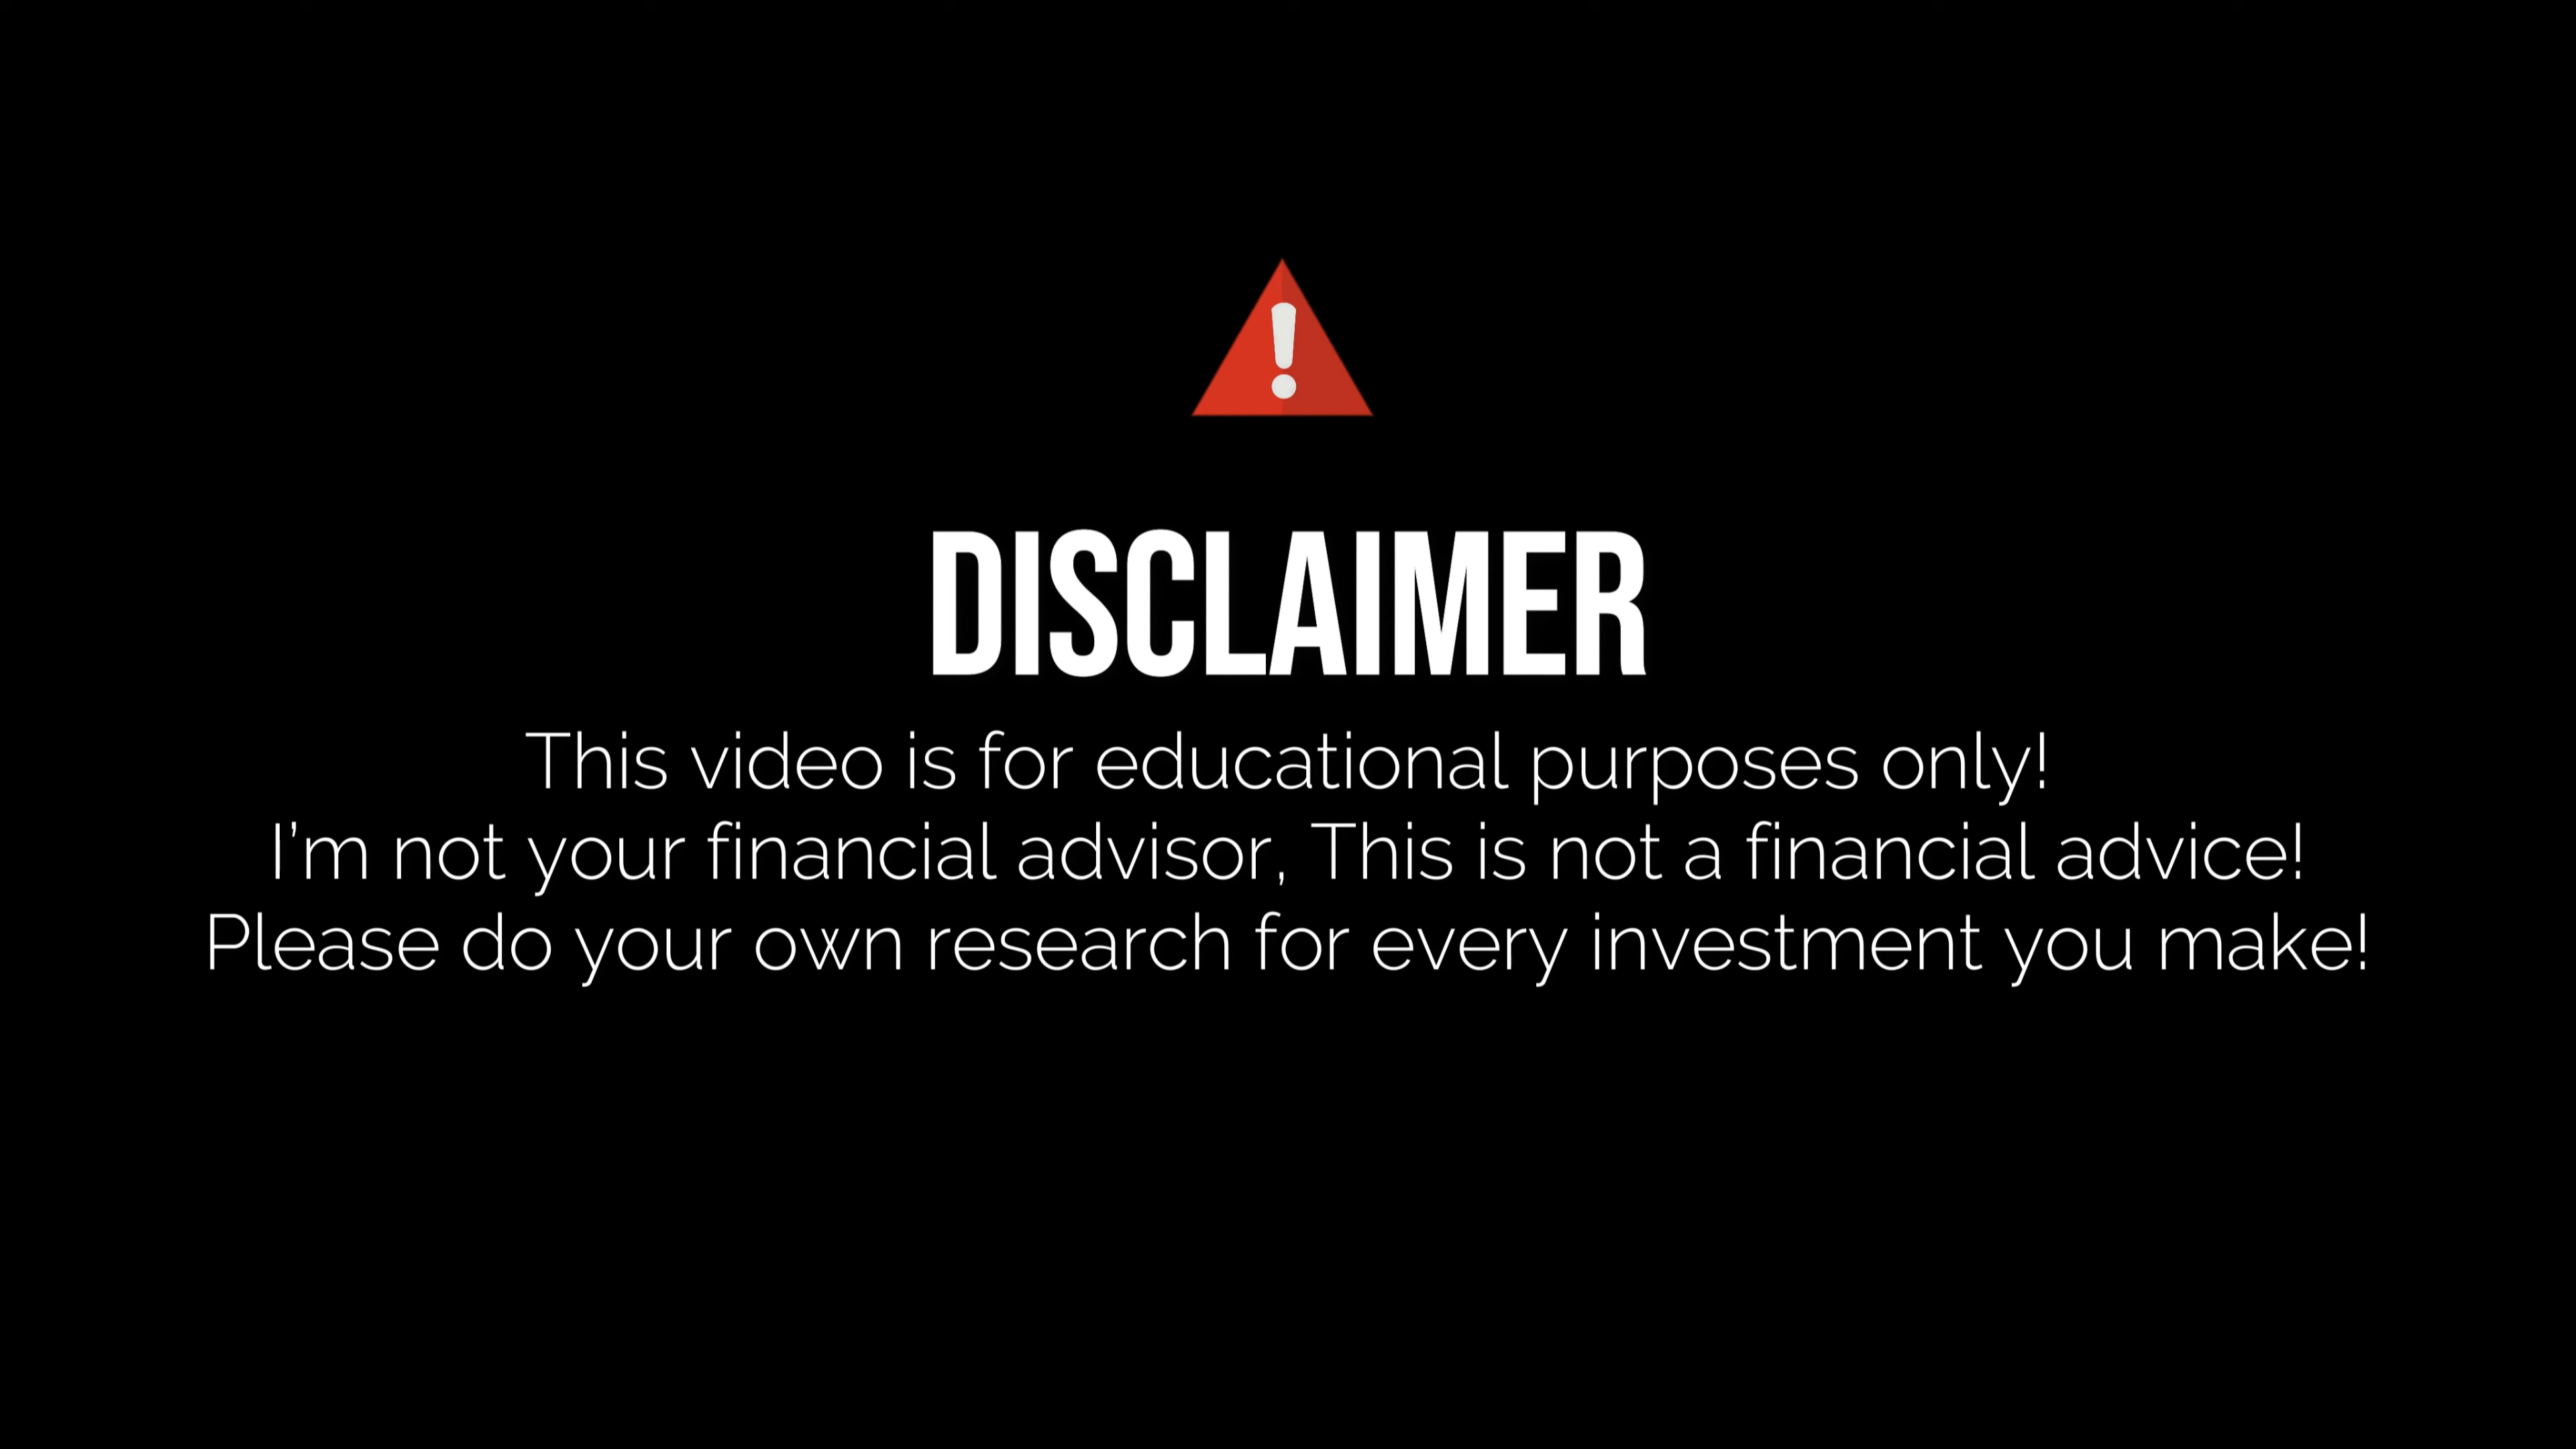 DISCLAIMER
This video is for educational purposes only!
I'm not your financial advisor, This is not a financial advice!
Please do your own research for every investment you make!